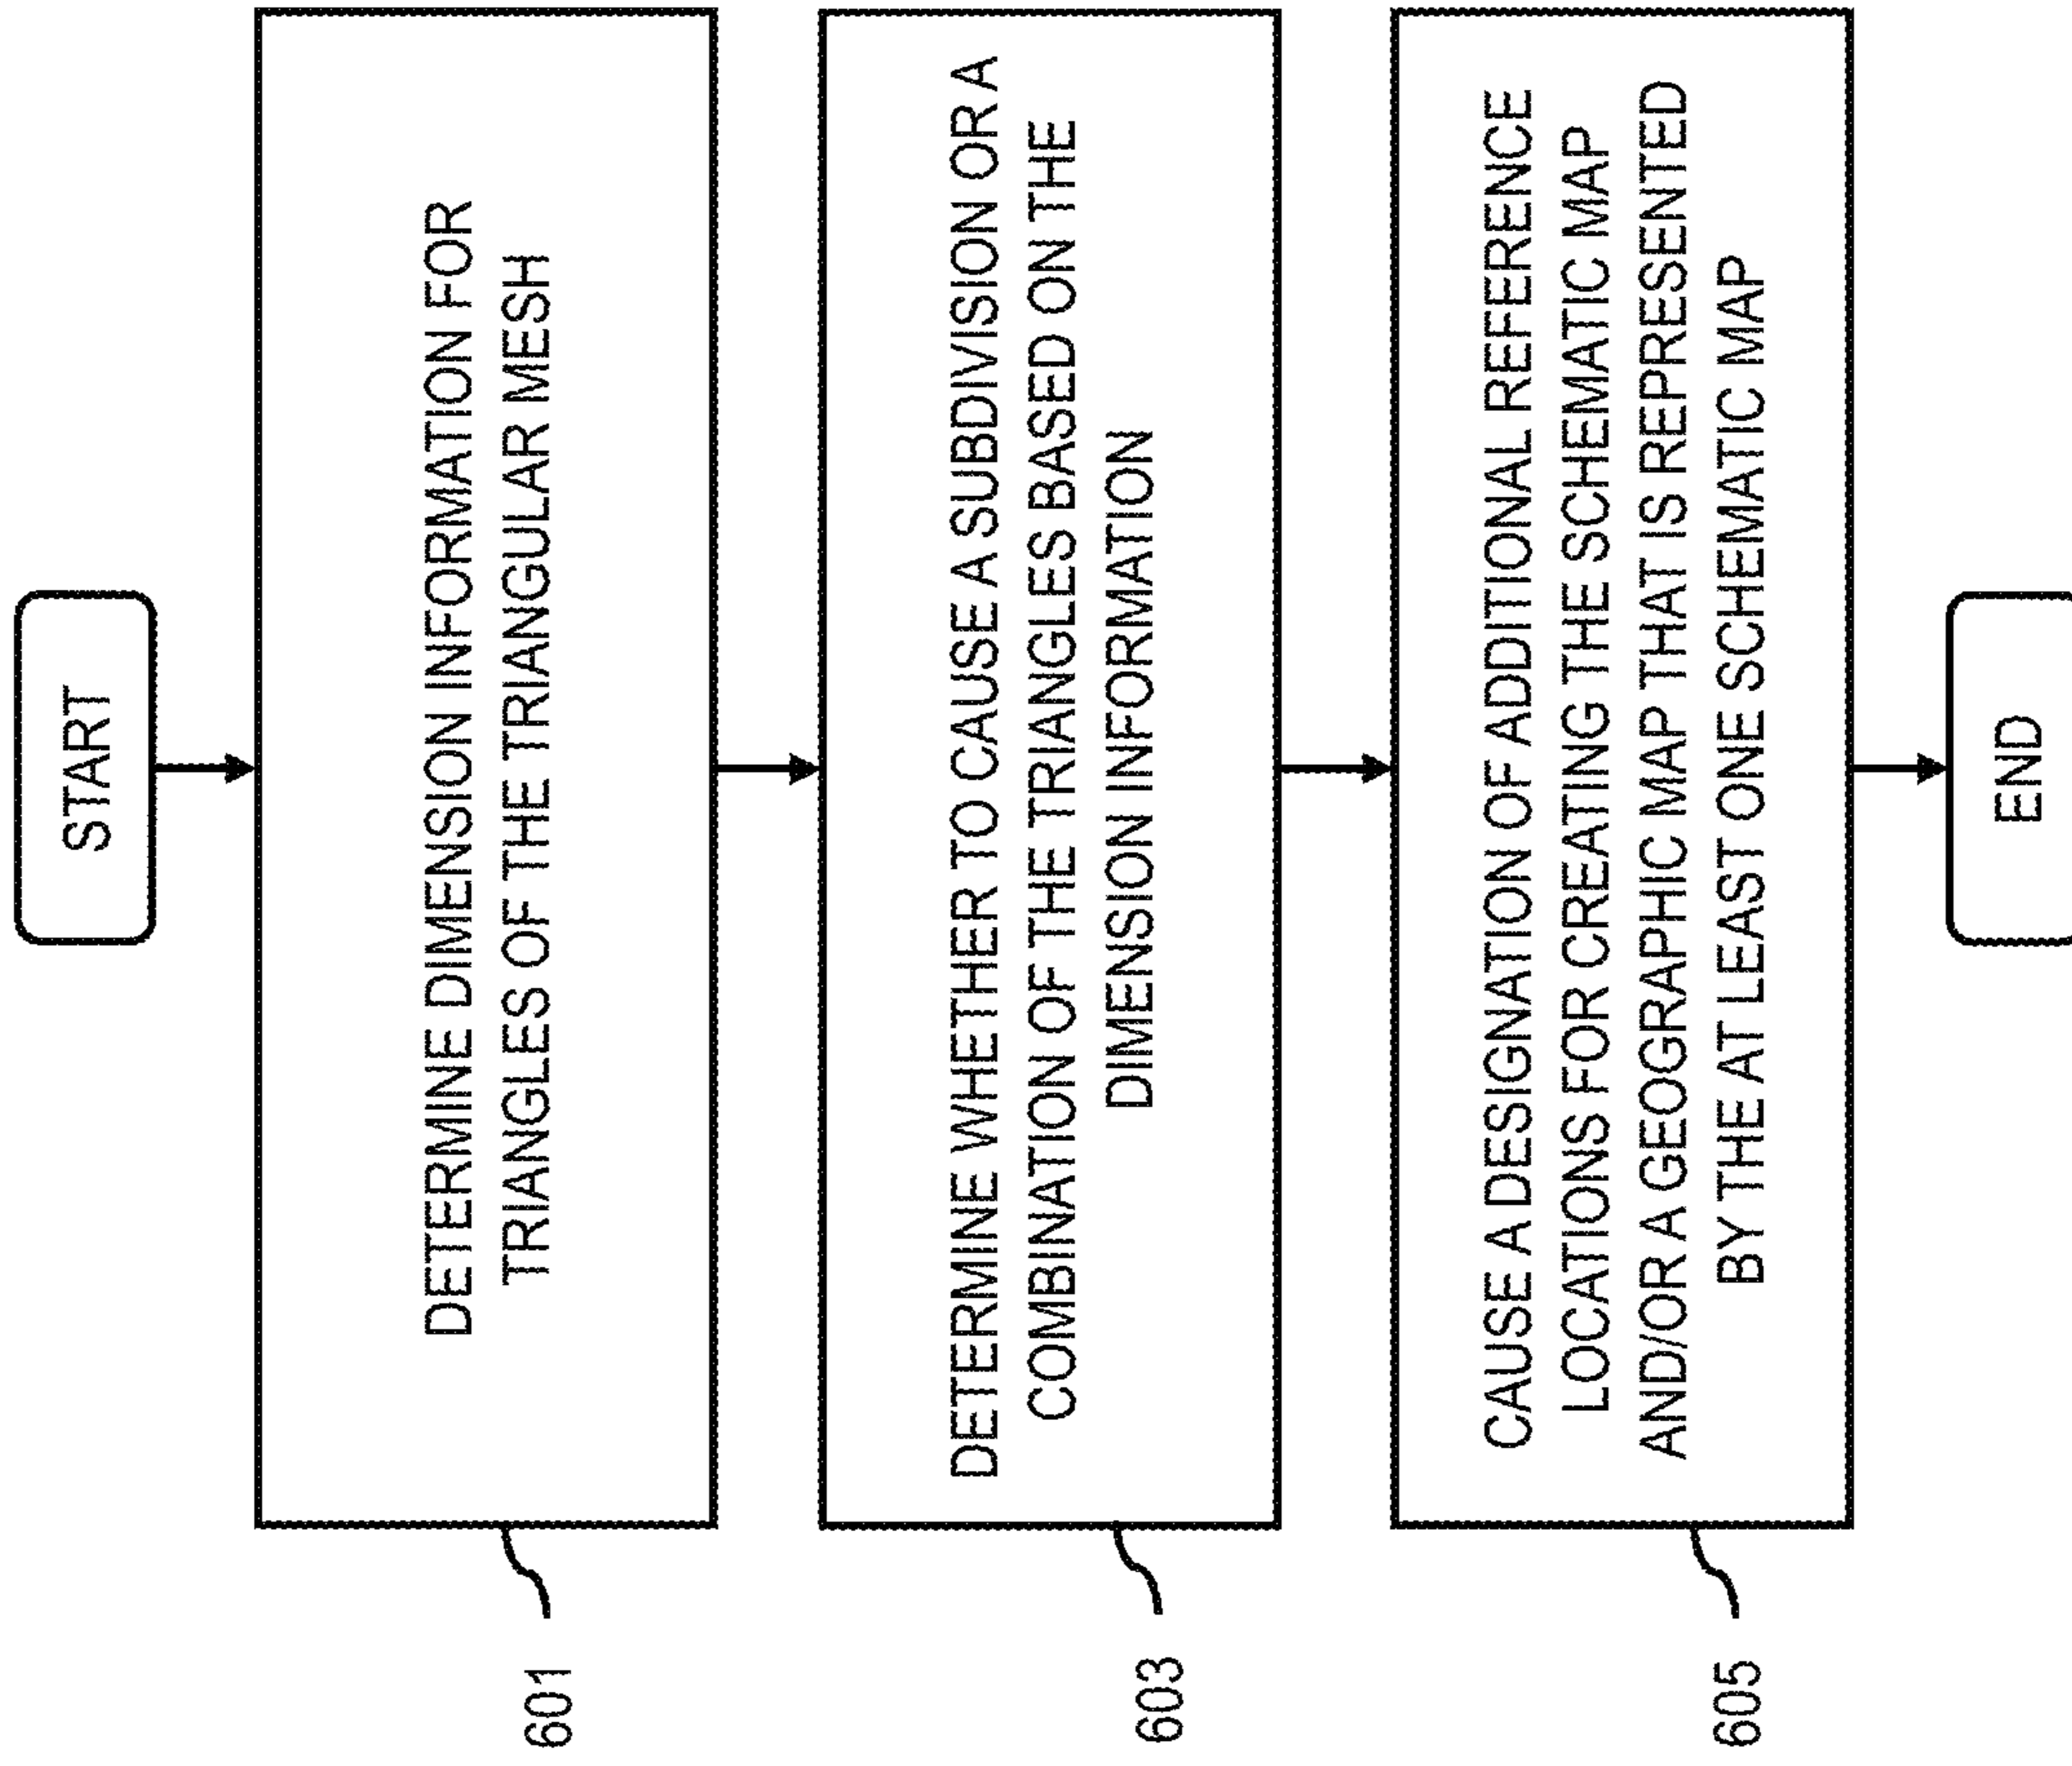 START
DETERMINE DIMENSION INFORMATION FOR
TRIANGLES OF THE TRIANGULAR MESH
601
DETERMINE WHETHER TO CAUSE A SUBDIVISION OR A
COMBINATION OF THE TRIANGLES BASED ON THE
DIMENSION INFORMATION
603
CAUSE A DESIGNATION OF ADDITIONAL REFERENCE
LOCATIONS FOR CREATING THE SCHEMATIC MAP
AND/OR A GEOGRAPHIC MAP THAT IS REPRESENTED
BY THE AT LEAST ONE SCHEMATIC MAP
605
END